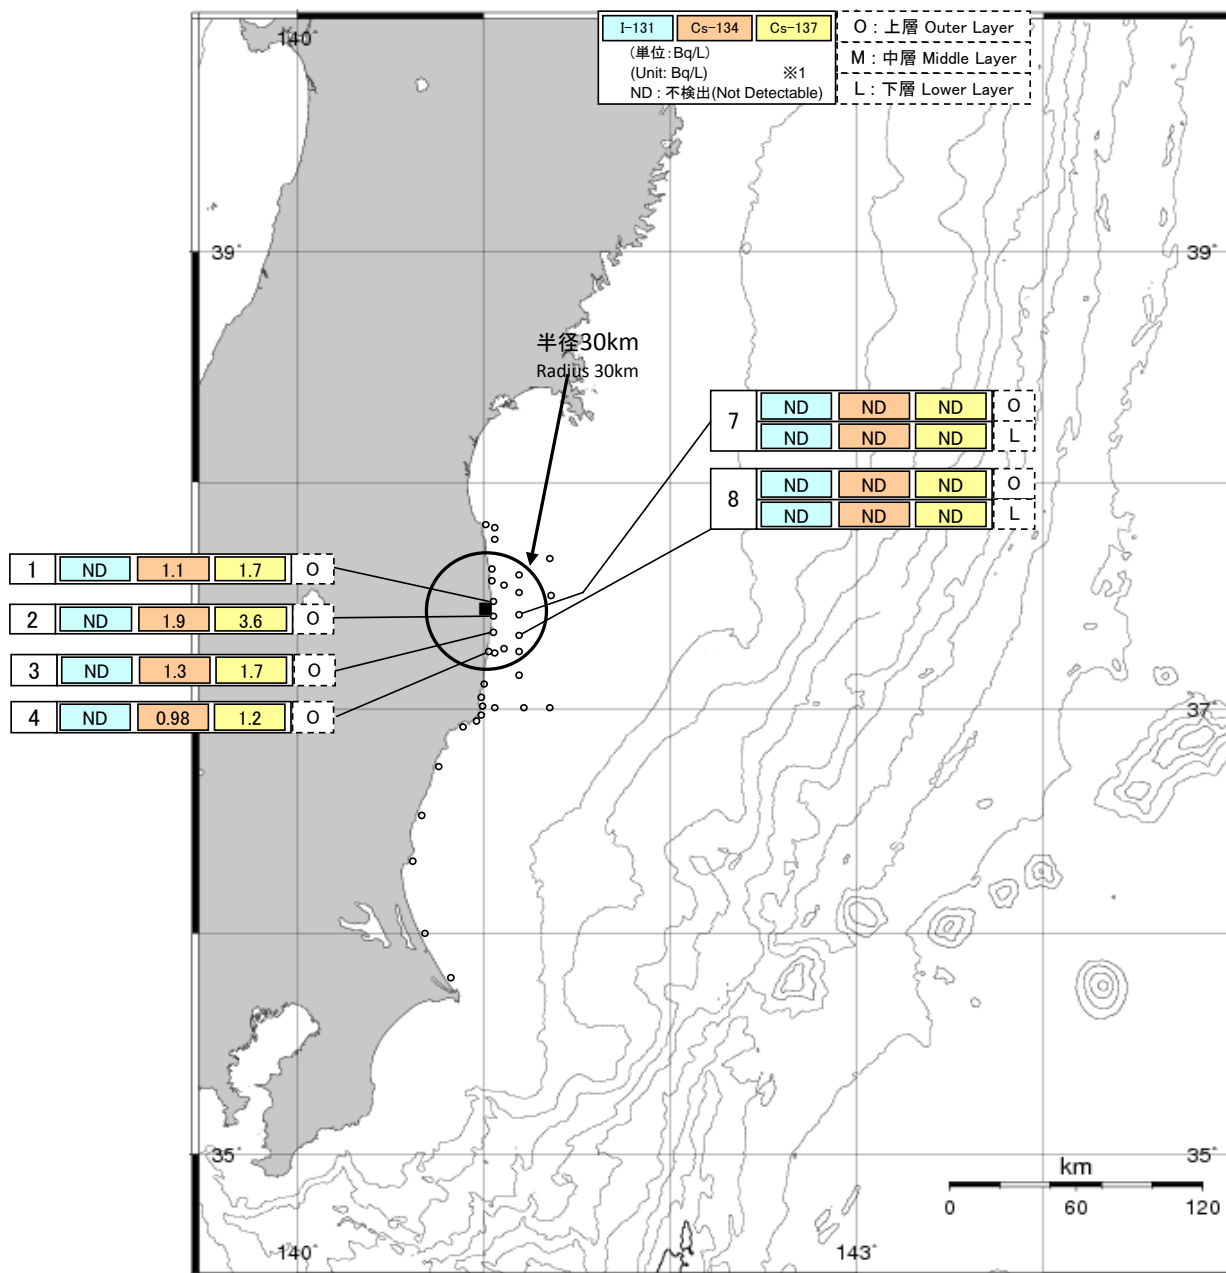 140°
I-131 Cs-134 Cs-137
(単位:Bq/L)
(Unit: Bq/L) ※1
ND : 不検出(Not Detectable)
O : 上層 Outer Layer
M : 中層 Middle Layer
L : 下層 Lower Layer
39° 39°
半径30km
Radius 30km
7 ND ND ND O
ND ND ND L
8 ND ND ND O
ND ND ND L
1 ND 1.1 1.7 O
2 ND 1.9 3.6 O
3 ND 1.3 1.7 O
4 ND 0.98 1.2 O
37° 37°
35° 35°
km
0 60 120
140° 143°